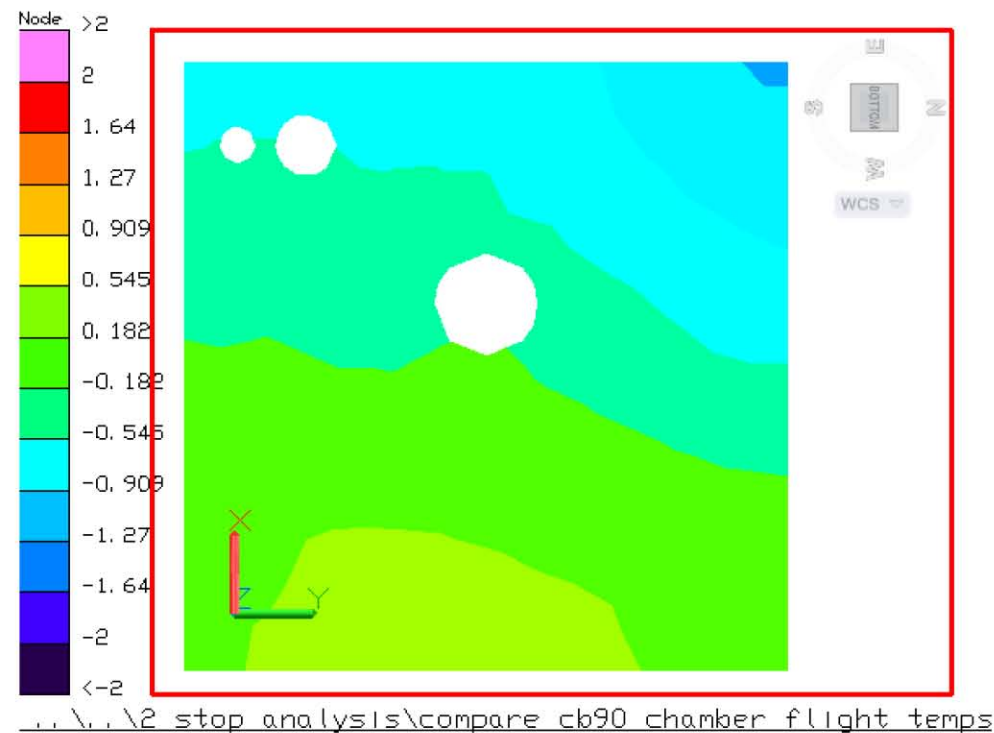 Node >2
2
1.64
1.27
0.909
0.545
0.182
-0.182
-0.545
-0.909
-1.27
-1.64
-2
<-2
E
S
BOTTOM
N
W
WCS
X
Z
Y
..\..\2 stop analysis\compare cb90 chamber flight temps